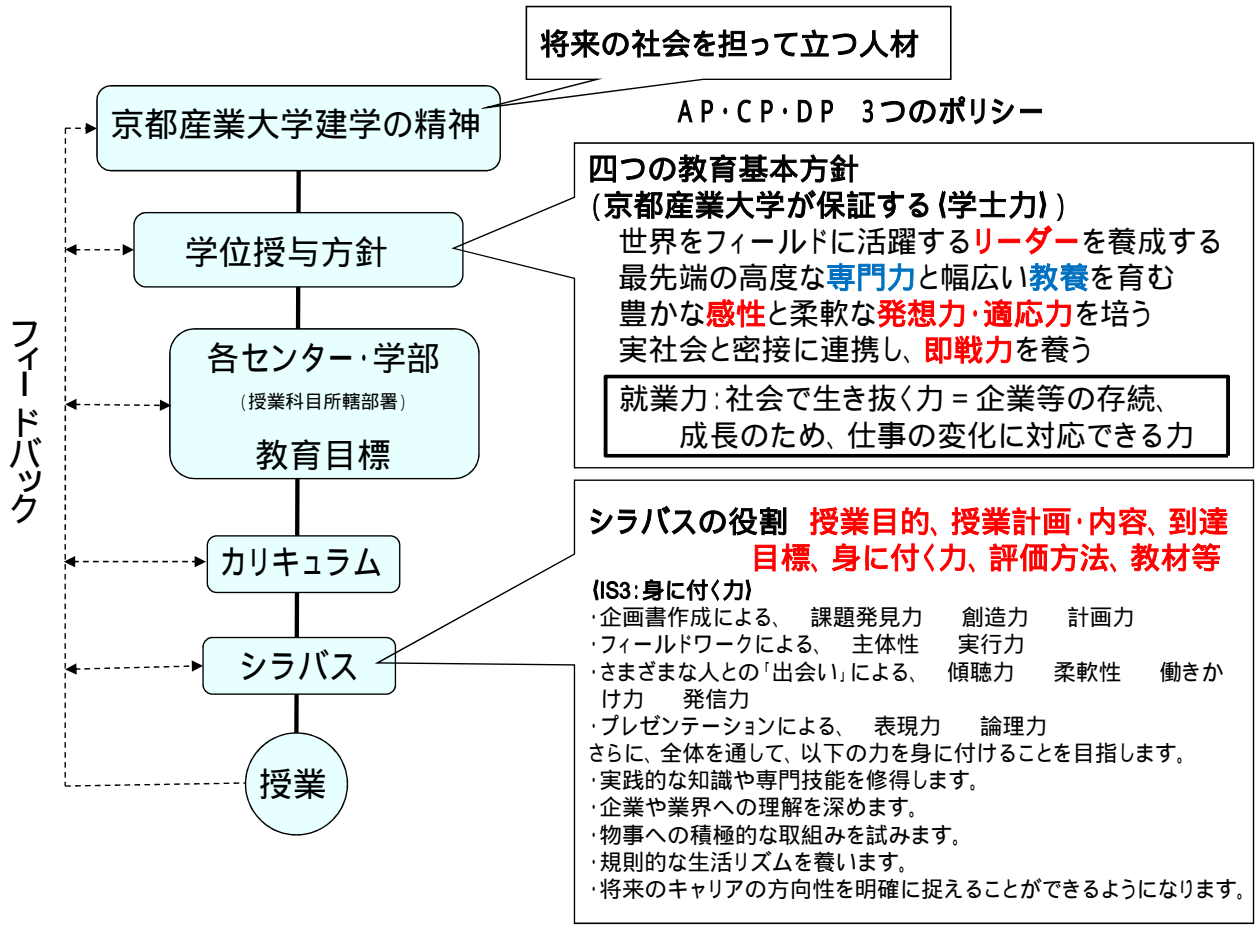 将来の社会を担って立つ人材
京都産業大学建学の精神
AP・CP・DP 3つのポリシー
学位授与方針
四つの教育基本方針
(京都産業大学が保証する《学士力》)
世界をフィールドに活躍するリーダーを養成する
最先端の高度な専門力と幅広い教養を育む
豊かな感性と柔軟な発想力・適応力を培う
実社会と密接に連携し、即戦力を養う
就業力:社会で生き抜く力=企業等の存続、
成長のため、仕事の変化に対応できる力
フィードバック
各センター・学部
(授業科目所轄部署)
教育目標
カリキュラム
シラバス
授業
シラバスの役割 授業目的、授業計画・内容、到達
目標、身に付く力、評価方法、教材等
《IS3:身に付く力》
・企画書作成による、 課題発見力 創造力 計画力
・フィールドワークによる、 主体性 実行力
・さまざまな人との「出会い」による、 傾聴力 柔軟性 働きか
け力 発信力
・プレゼンテーションによる、 表現力 論理力
さらに、全体を通して、以下の力を身に付けることを目指します。
・実践的な知識や専門技能を修得します。
・企業や業界への理解を深めます。
・物事への積極的な取組みを試みます。
・規則的な生活リズムを養います。
・将来のキャリアの方向性を明確に捉えることができるようになります。